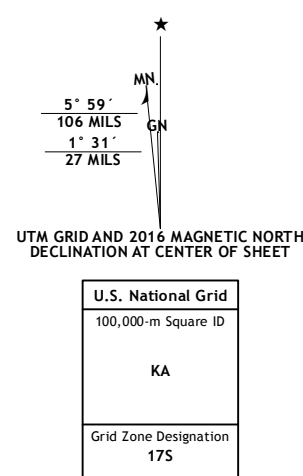 ★
MN.
5° 59´
106 MILS
GN
1° 31´
27 MILS
UTM GRID AND 2016 MAGNETIC NORTH
DECLINATION AT CENTER OF SHEET
U.S. National Grid
100,000-m Square ID
KA
Grid Zone Designation
17S